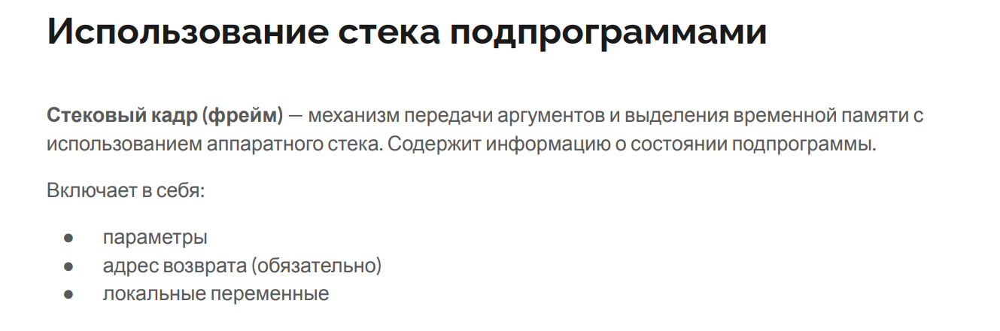 Использование стека подпрограммами
Стековый кадр (фрейм) — механизм передачи аргументов и выделения временной памяти с
использованием аппаратного стека. Содержит информацию о состоянии подпрограммы.
Включает в себя:
● параметры
● адрес возврата (обязательно)
● локальные переменные